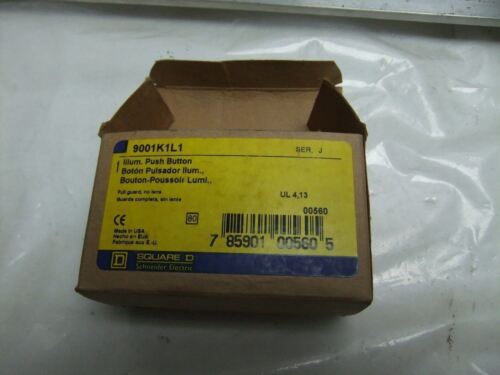 9001K1L1
SER. J
Illum. Push Button
Botón Pulsador Ilum.,
Bouton-Poussoir Lumi.,
Full guard, no lens
Guarda completa, sin lente
UL 4,13
00560
CE
80
Made in USA
Hecho en EUA
Fabriqué aux É.-U.
7 85901 00560 5
D
SQUARE D
Schneider Electric